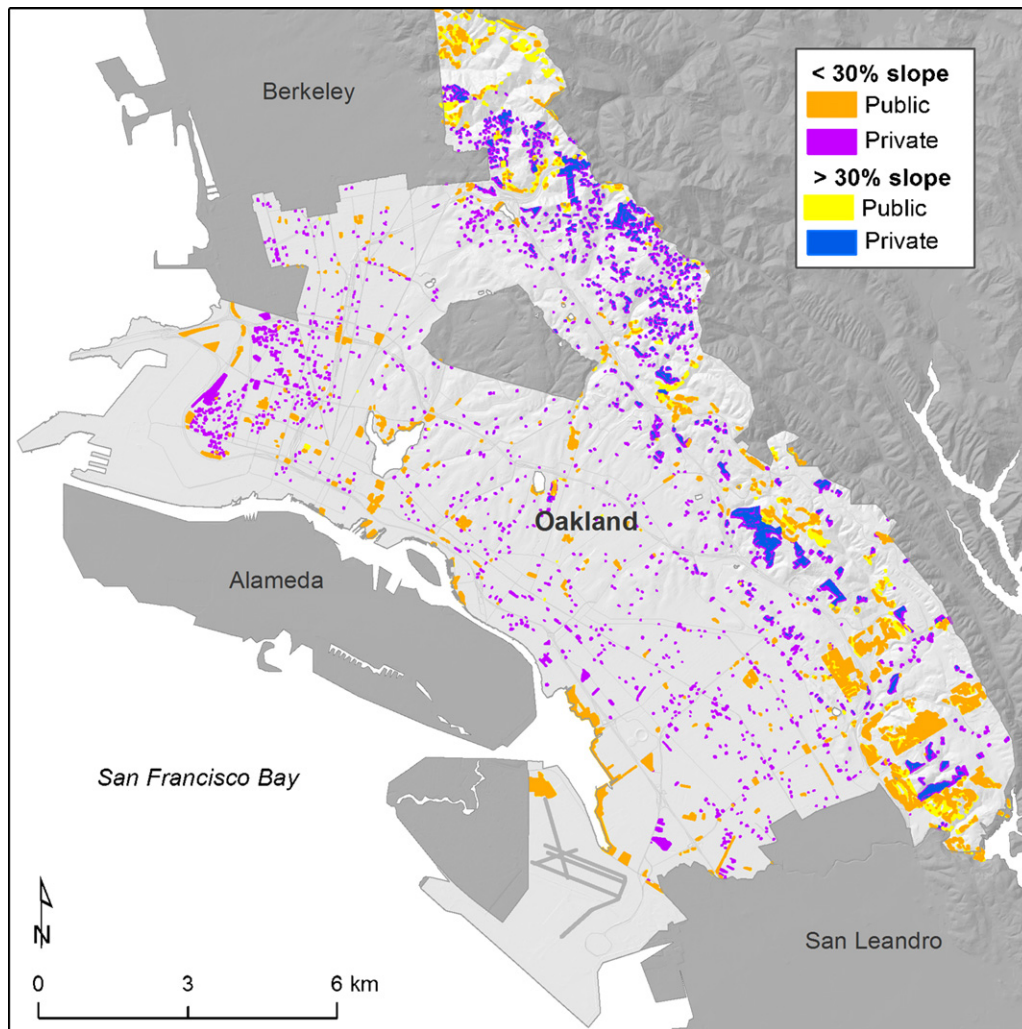 Berkeley
< 30% slope
Public
Private
> 30% slope
Public
Private
Oakland
Alameda
San Francisco Bay
San Leandro
N
0 3 6 km